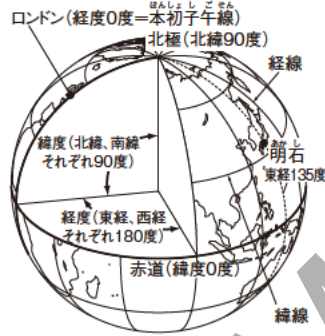 ほんしょ し ご せん
ロンドン(経度0度=本初子午線)
北極(北緯90度)
経線
緯度(北緯、南緯
それぞれ90度)
あか し
明石
東経135度
経度(東経、西経
それぞれ180度)
赤道(緯度0度)
緯線